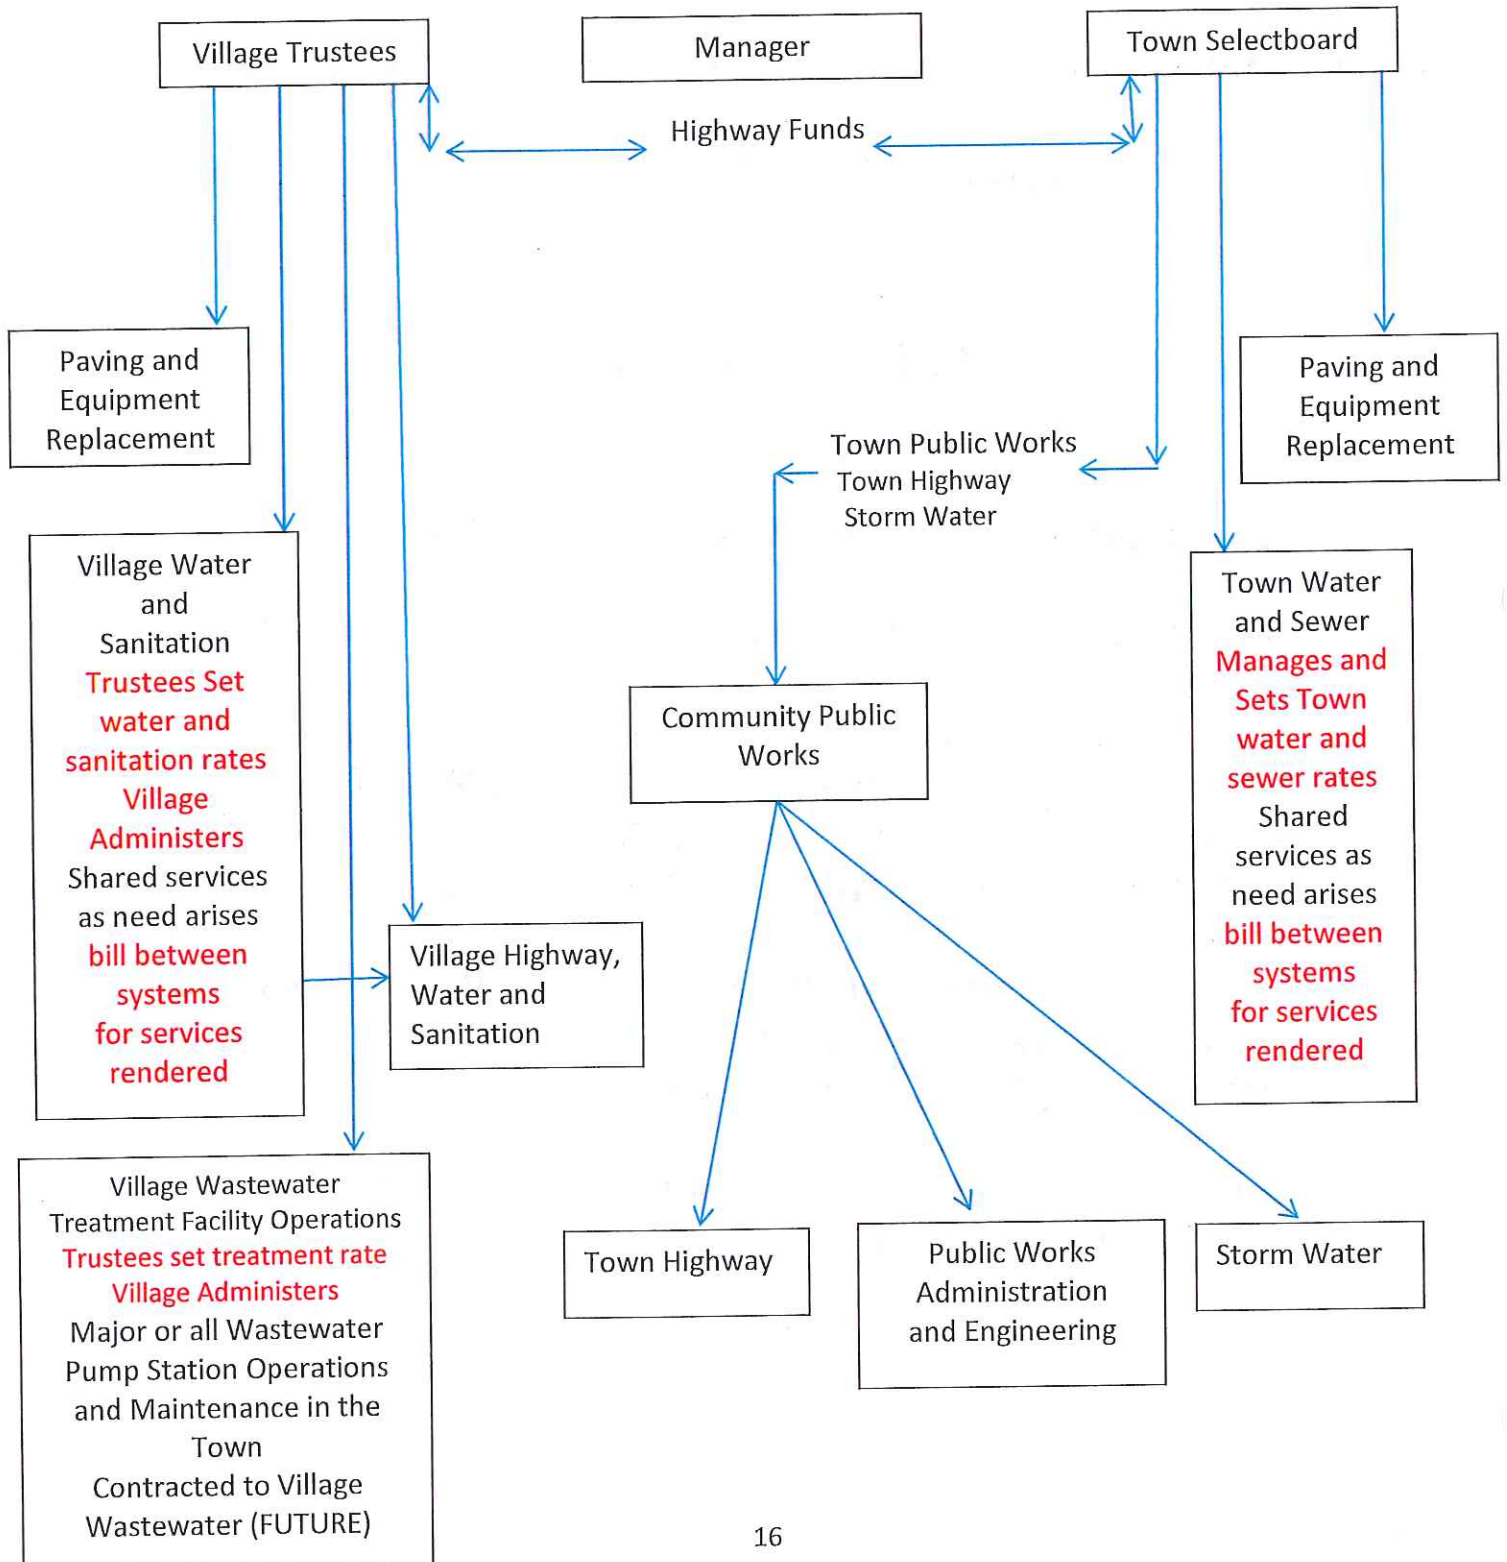 Village Trustees
Manager
Town Selectboard
Highway Funds
Paving and
Equipment
Replacement
Paving and
Equipment
Replacement
Town Public Works
Town Highway
Storm Water
Village Water
and
Sanitation
Trustees Set
water and
sanitation rates
Village
Administers
Shared services
as need arises
bill between
systems
for services
rendered
Town Water
and Sewer
Manages and
Sets Town
water and
sewer rates
Shared
services as
need arises
bill between
systems
for services
rendered
Community Public
Works
Village Highway,
Water and
Sanitation
Village Wastewater
Treatment Facility Operations
Trustees set treatment rate
Village Administers
Major or all Wastewater
Pump Station Operations
and Maintenance in the
Town
Contracted to Village
Wastewater (FUTURE)
Town Highway
Public Works
Administration
and Engineering
Storm Water
16